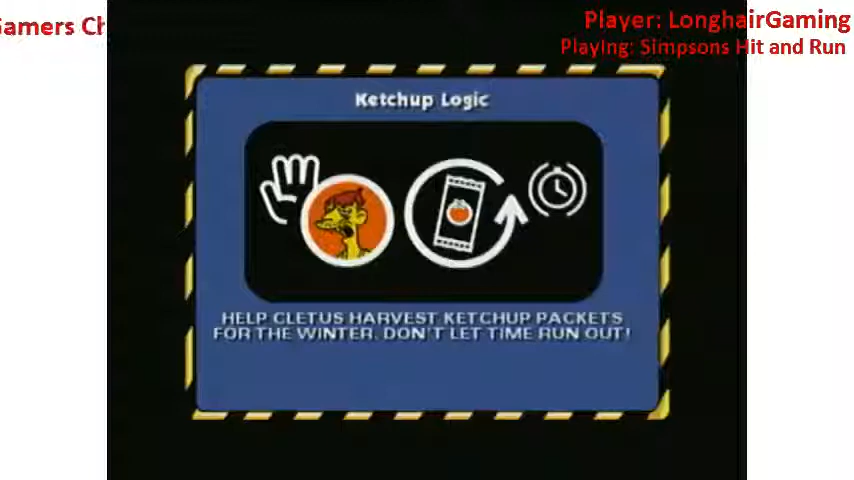 Gamers Ch
Player: LonghairGaming
Playing: Simpsons Hit and Run
Ketchup Logic
HELP CLETUS HARVEST KETCHUP PACKETS
FOR THE WINTER. DON'T LET TIME RUN OUT!